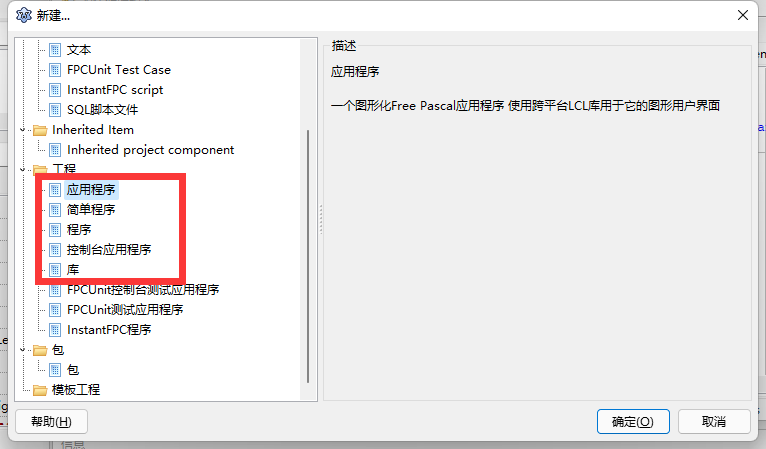 新建...
文本
FPCUnit Test Case
InstantFPC script
SQL脚本文件
Inherited Item
Inherited project component
工程
应用程序
简单程序
程序
控制台应用程序
库
FPCUnit控制台测试应用程序
FPCUnit测试应用程序
InstantFPC程序
包
包
模板工程
描述
应用程序
一个图形化Free Pascal应用程序 使用跨平台LCL库用于它的图形用户界面
帮助(H)
确定(O)
取消
信息